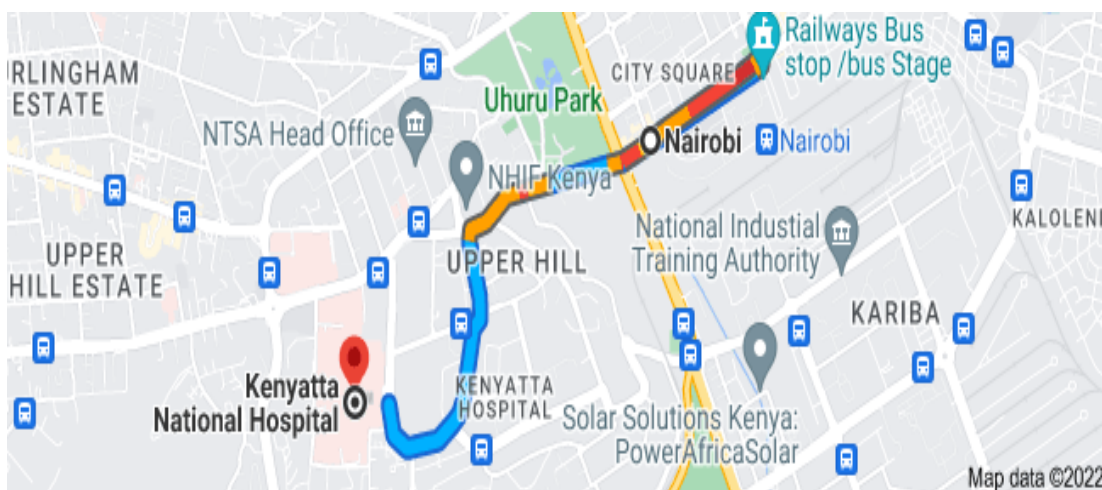 Railways Bus
stop /bus Stage
URLINGHAM
ESTATE
CITY SQUARE
Uhuru Park
NTSA Head Office
Nairobi
Nairobi
NHIF Kenya
KALOLENI
National Industial
Training Authority
UPPER
HILL ESTATE
UPPER HILL
KARIBA
Kenyatta
National Hospital
KENYATTA
HOSPITAL
Solar Solutions Kenya:
PowerAfricaSolar
Map data ©2022